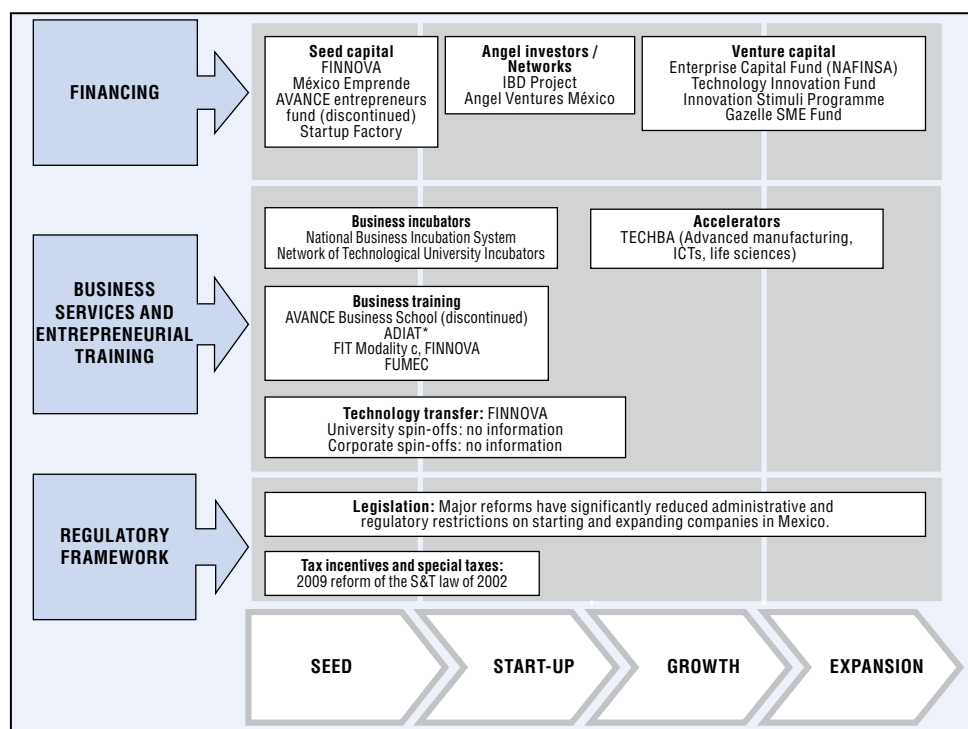 FINANCING
Seed capital
FINNOVA
México Emprende
AVANCE entrepreneurs
fund (discontinued)
Startup Factory
Angel investors /
Networks
IBD Project
Angel Ventures México
Venture capital
Enterprise Capital Fund (NAFINSA)
Technology Innovation Fund
Innovation Stimuli Programme
Gazelle SME Fund
BUSINESS
SERVICES AND
ENTREPRENEURIAL
TRAINING
Business incubators
National Business Incubation System
Network of Technological University Incubators
Accelerators
TECHBA (Advanced manufacturing,
ICTs, life sciences)
Business training
AVANCE Business School (discontinued)
ADIAT*
FIT Modality c, FINNOVA
FUMEC
Technology transfer: FINNOVA
University spin-offs: no information
Corporate spin-offs: no information
REGULATORY
FRAMEWORK
Legislation: Major reforms have significantly reduced administrative and
regulatory restrictions on starting and expanding companies in Mexico.
Tax incentives and special taxes:
2009 reform of the S&T law of 2002
SEED
START-UP
GROWTH
EXPANSION